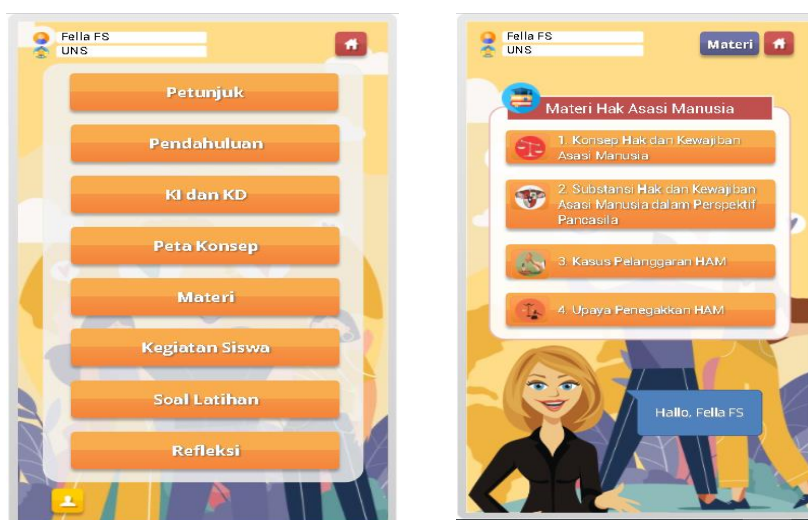 Fella FS
UNS
Petunjuk
Pendahuluan
KI dan KD
Peta Konsep
Materi
Kegiatan Siswa
Soal Latihan
Refleksi
Fella FS
UNS
Materi
Materi Hak Asasi Manusia
1. Konsep Hak dan Kewajiban
Asasi Manusia
2. Substansi Hak dan Kewajiban
Asasi Manusia dalam Perspektif
Pancasila
3. Kasus Pelanggaran HAM
4. Upaya Penegakkan HAM
Hallo, Fella FS